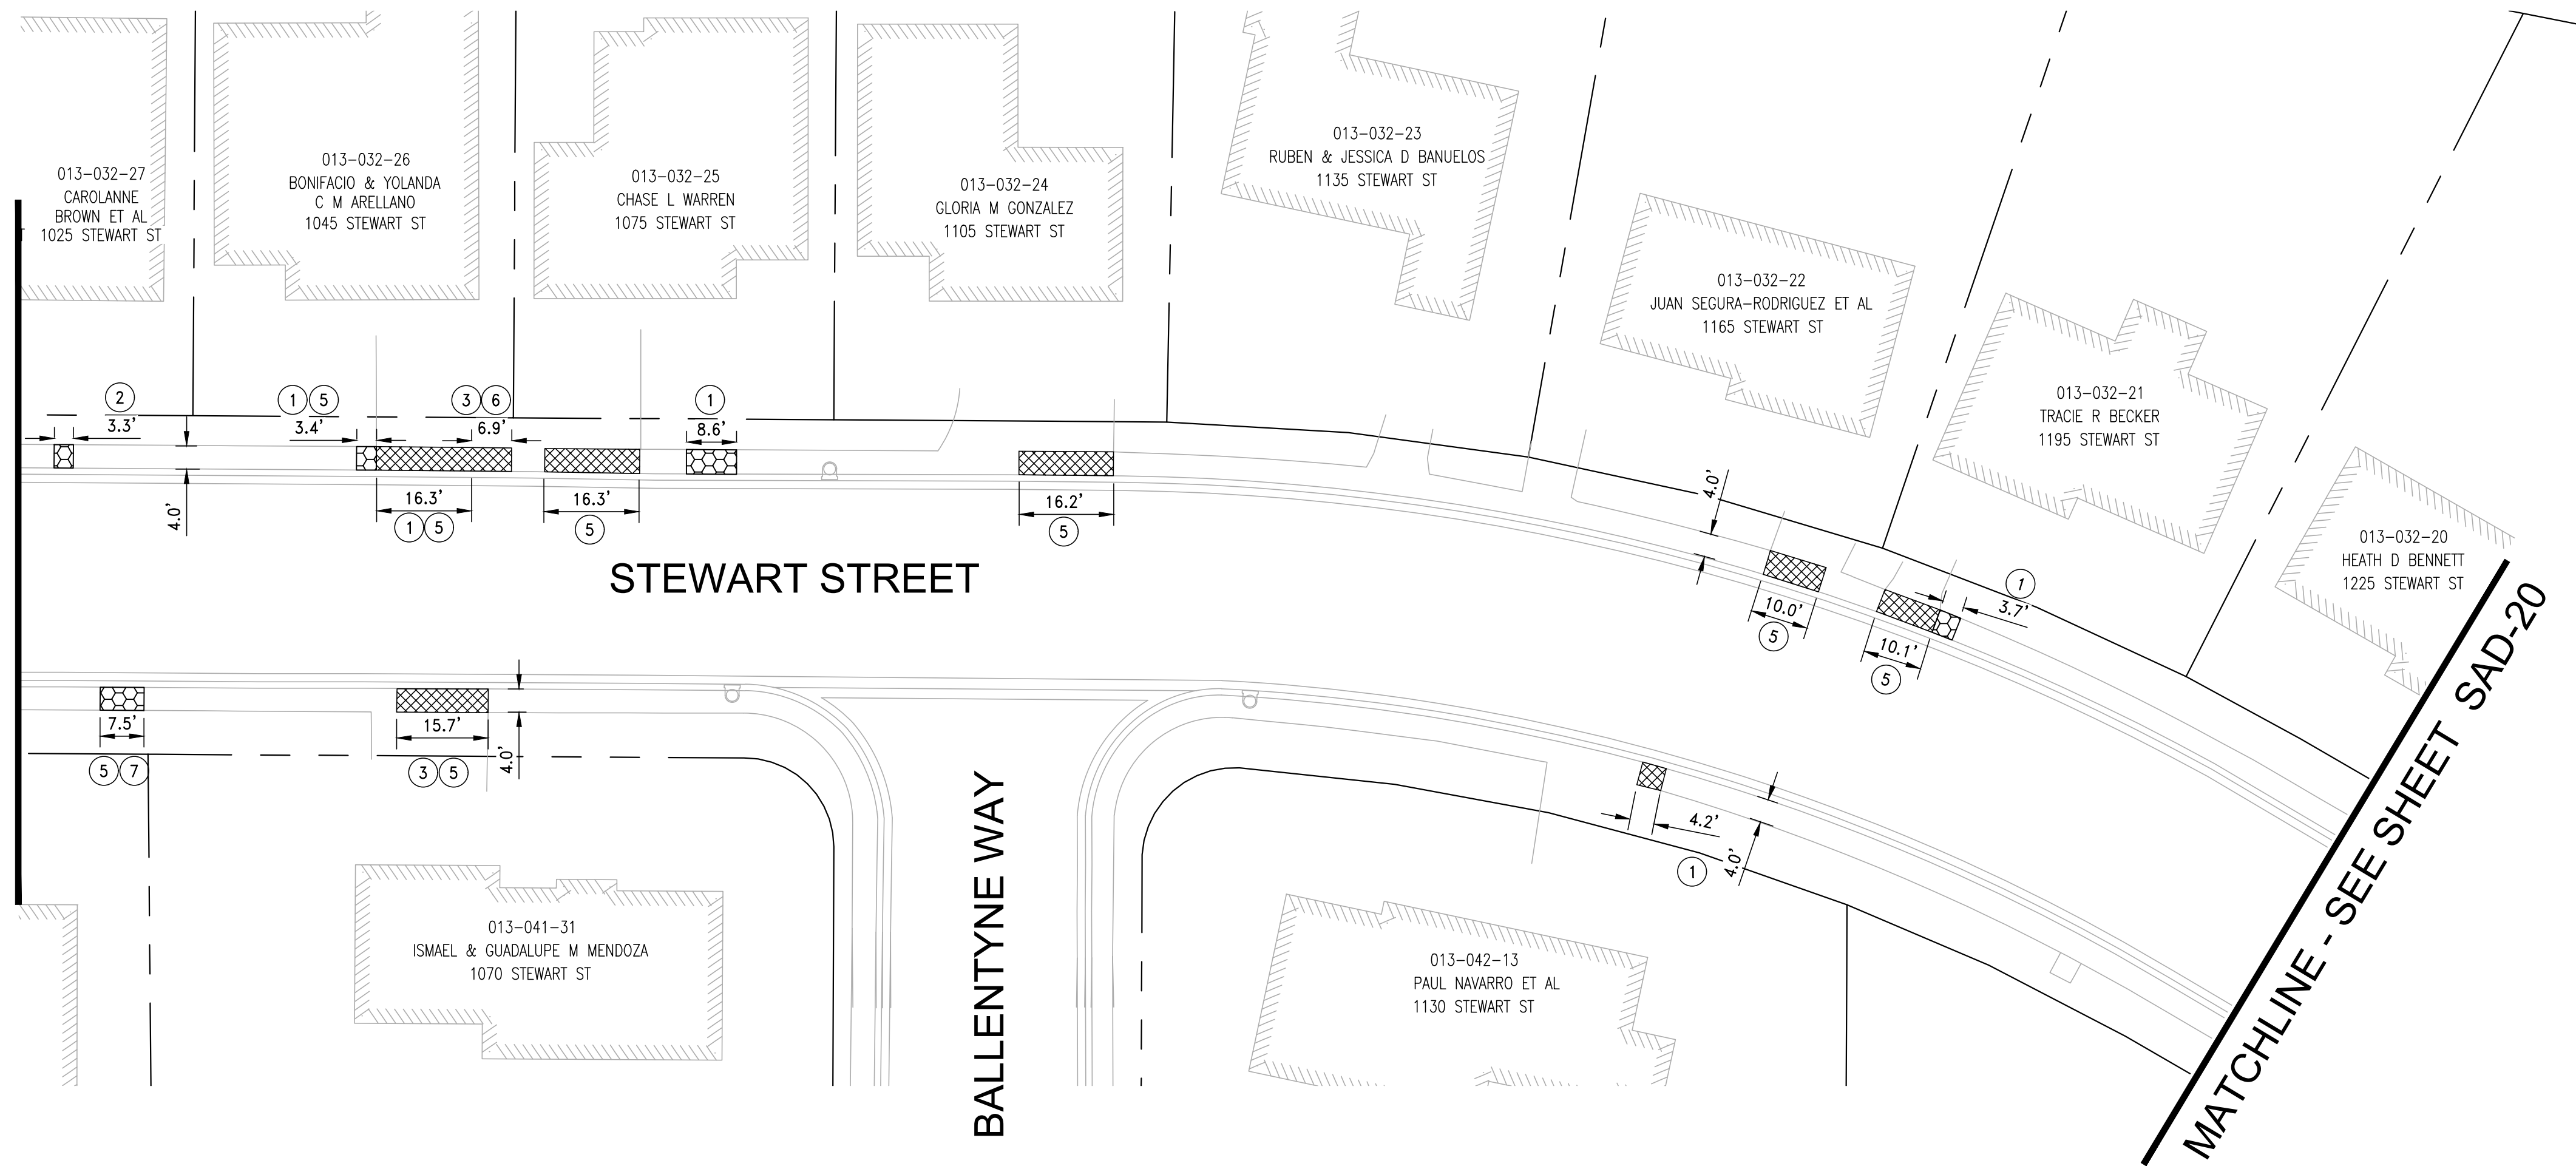 013-032-27
CAROLANNE
BROWN ET AL
T 1025 STEWART ST
013-032-26
BONIFACIO & YOLANDA
C M ARELLANO
1045 STEWART ST
013-032-25
CHASE L WARREN
1075 STEWART ST
013-032-24
GLORIA M GONZALEZ
1105 STEWART ST
013-032-23
RUBEN & JESSICA D BANUELOS
1135 STEWART ST
013-032-22
JUAN SEGURA-RODRIGUEZ ET AL
1165 STEWART ST
013-032-21
TRACIE R BECKER
1195 STEWART ST
013-032-20
HEATH D BENNETT
1225 STEWART ST
2
3.3'
4.0'
1 5
3.4'
3 6
6.9'
1
8.6'
16.3'
1 5
16.3'
5
16.2'
5
4.0'
10.0'
5
1
3.7'
10.1'
5
STEWART STREET
7.5'
5 7
15.7'
3 5
4.0'
4.2'
1
4.0'
BALLENTYNE WAY
013-041-31
ISMAEL & GUADALUPE M MENDOZA
1070 STEWART ST
013-042-13
PAUL NAVARRO ET AL
1130 STEWART ST
MATCHLINE - SEE SHEET SAD-20